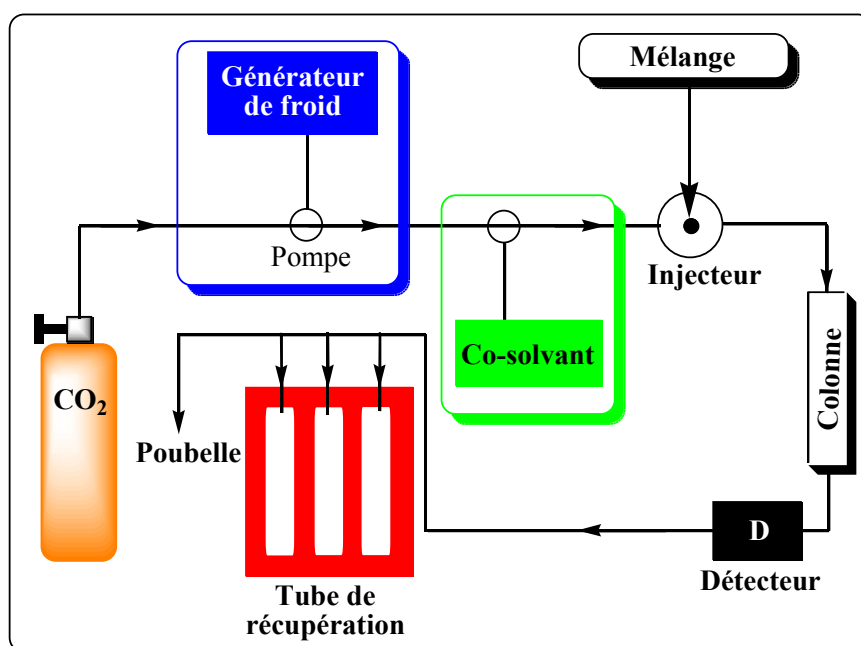 Générateur
de froid
Mélange
Pompe
Injecteur
Co-solvant
Colonne
CO₂
Poubelle
D
Détecteur
Tube de
récupération